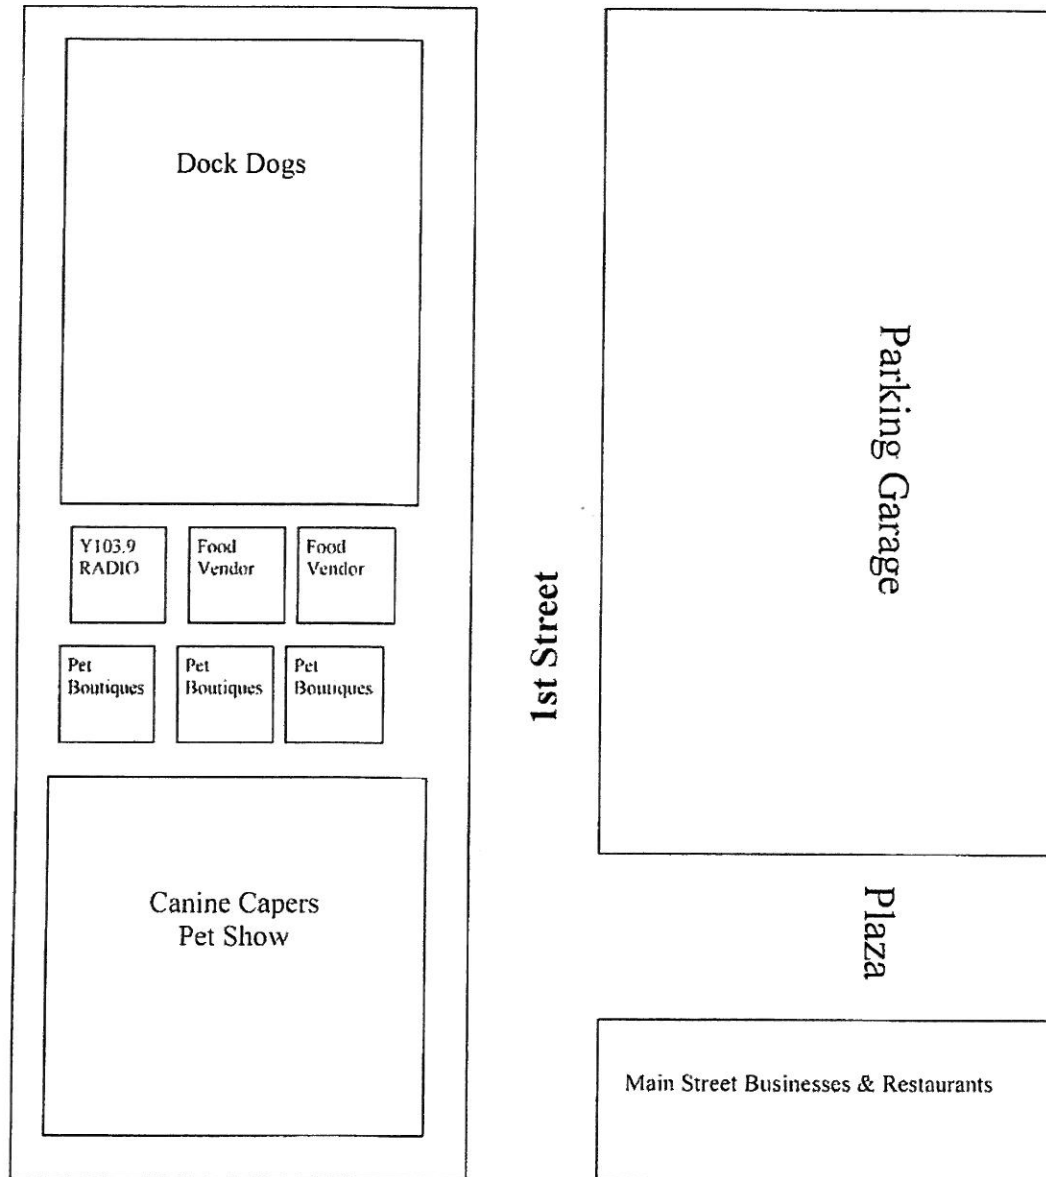 Dock Dogs
Y103.9
RADIO
Food
Vendor
Food
Vendor
Pet
Boutiques
Pet
Boutiques
Pet
Boutiques
Canine Capers
Pet Show
1st Street
Parking Garage
Plaza
Main Street Businesses & Restaurants